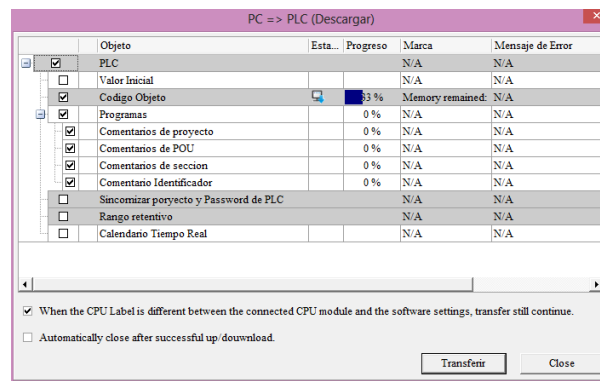 PC => PLC (Descargar)
Objeto Esta... Progreso Marca Mensaje de Error
PLC N/A N/A
Valor Inicial N/A N/A
Codigo Objeto 33 % Memory remained: N/A
Programas 0 % N/A N/A
Comentarios de proyecto 0 % N/A N/A
Comentarios de POU 0 % N/A N/A
Comentarios de seccion 0 % N/A N/A
Comentario Identificador 0 % N/A N/A
Sincornizar poryecto y Password de PLC N/A N/A
Rango retentivo N/A N/A
Calendario Tiempo Real N/A N/A
When the CPU Label is different between the connected CPU module and the software settings, transfer still continue.
Automatically close after successful up/douwnload.
Transferir Close